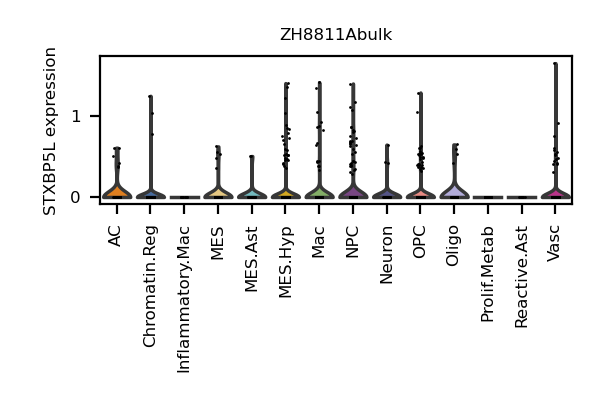 ZH8811Abulk
STXBP5L expression
1
0
AC
Chromatin.Reg
Inflammatory.Mac
MES
MES.Ast
MES.Hyp
Mac
NPC
Neuron
OPC
Oligo
Prolif.Metab
Reactive.Ast
Vasc